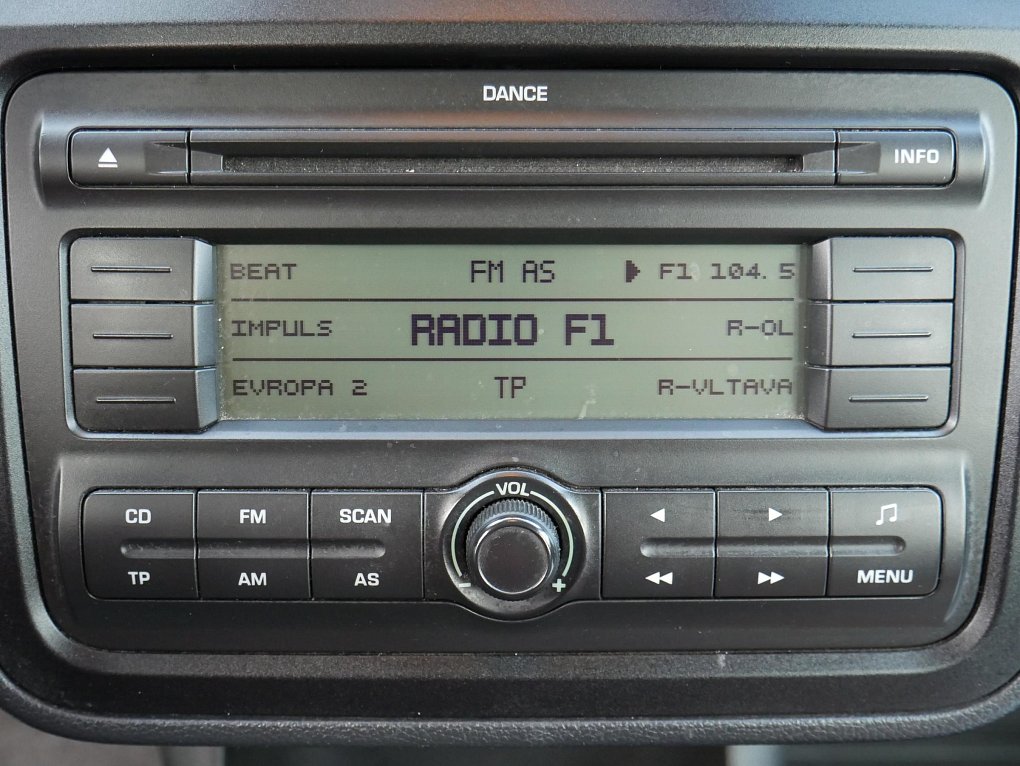 DANCE
INFO
BEAT FM AS F1 104.5
IMPULS RADIO F1 R-OL
EVROPA 2 TP R-VLTAVA
VOL
CD FM SCAN
TP AM AS - + MENU